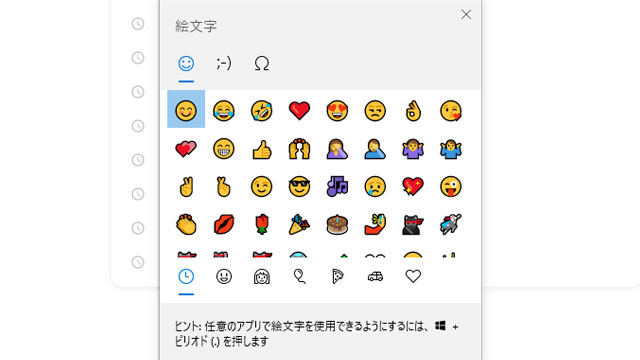 絵文字
;-)
Ω
ヒント: 任意のアプリで絵文字を使用できるようにするには、 +
ピリオド (.) を押します